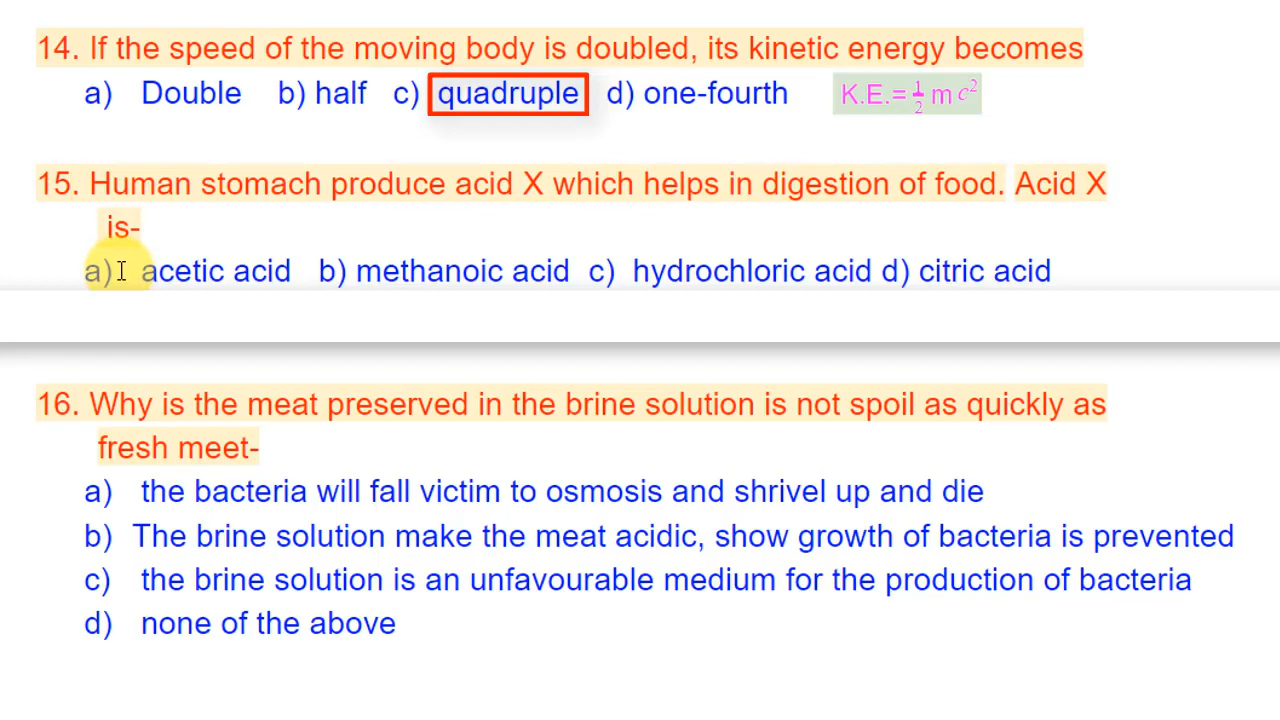 14. If the speed of the moving body is doubled, its kinetic energy becomes
a) Double b) half c) quadruple d) one-fourth K.E.= 1/2 m c²
15. Human stomach produce acid X which helps in digestion of food. Acid X
is-
a) acetic acid b) methanoic acid c) hydrochloric acid d) citric acid
16. Why is the meat preserved in the brine solution is not spoil as quickly as
fresh meet-
a) the bacteria will fall victim to osmosis and shrivel up and die
b) The brine solution make the meat acidic, show growth of bacteria is prevented
c) the brine solution is an unfavourable medium for the production of bacteria
d) none of the above